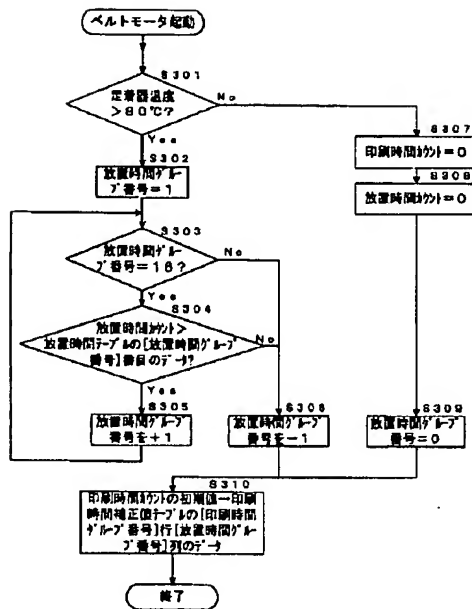 ベルトモータ起動
S301
定着器温度
>80℃?
No
Yes
S302
放置時間グルー
プ番号=1
S303
放置時間グルー
プ番号=16?
No
Yes
S304
放置時間カウント>
放置時間テーブルの[放置時間グループ
番号]番目のデータ?
No
Yes
S305
放置時間グループ
番号を+1
S306
放置時間グループ
番号を-1
S307
印刷時間カウント=0
S308
放置時間カウント=0
S309
放置時間グループ
番号=0
S310
印刷時間カウントの初期値→印刷
時間補正値テーブルの[印刷時間
グループ番号]行[放置時間グルー
プ番号]列のデータ
終了